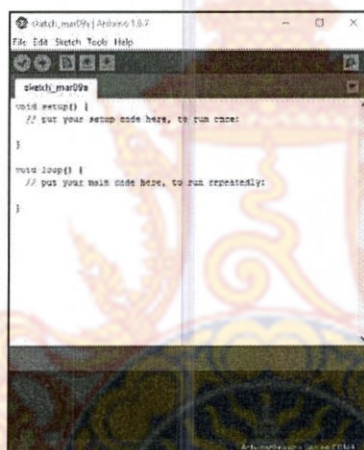 sketch_mar09a | Arduino 1.6.7
File Edit Sketch Tools Help
sketch_mar09a
void setup() {
// put your setup code here, to run once:
}
void loop() {
// put your main code here, to run repeatedly:
}